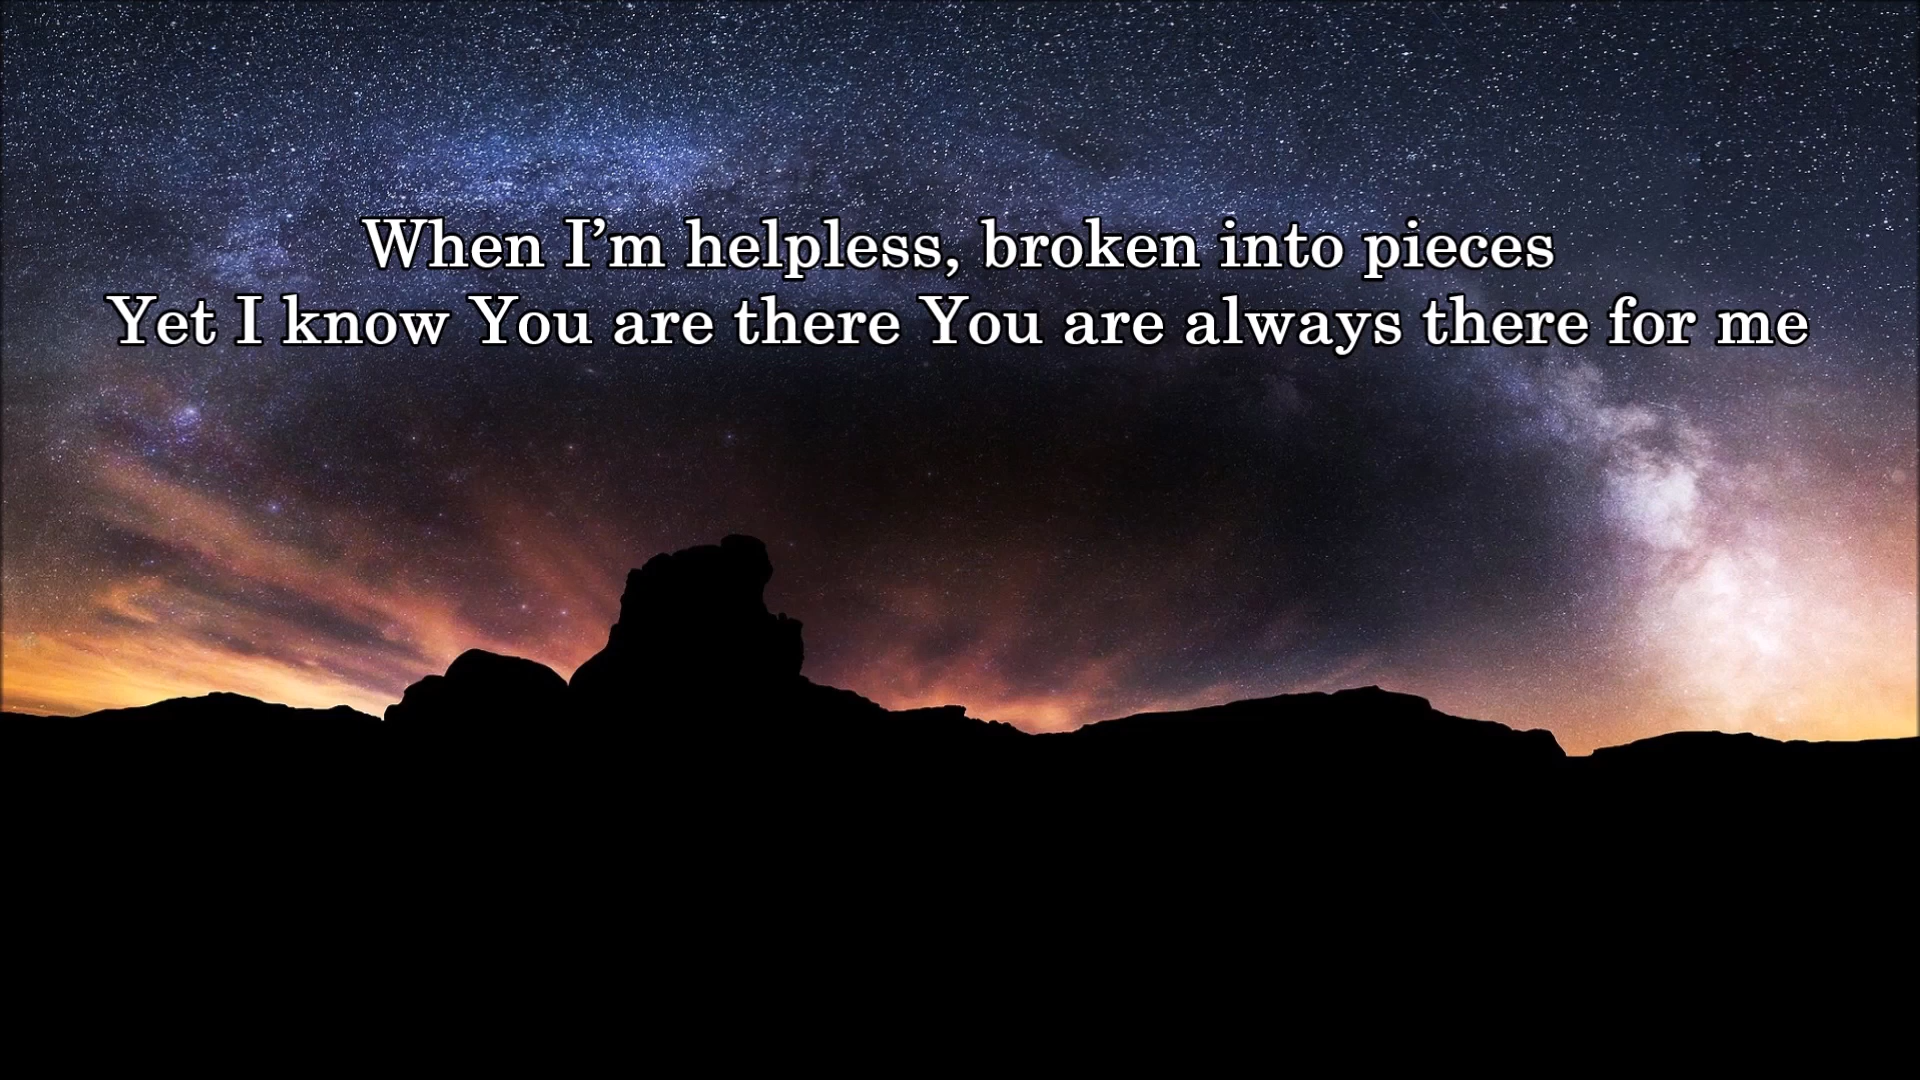 When I’m helpless, broken into pieces
Yet I know You are there You are always there for me